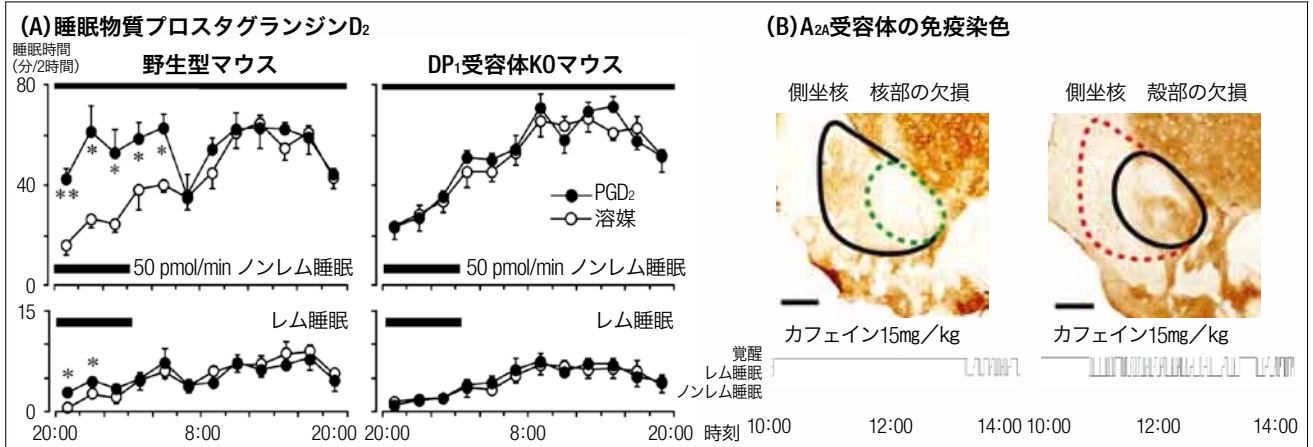 (A)睡眠物質プロスタグランジンD₂
睡眠時間
(分/2時間)
野生型マウス
DP₁受容体KOマウス
80
40
0
** * * * *
PGD₂
溶媒
50 pmol/min ノンレム睡眠
50 pmol/min ノンレム睡眠
15
0
* *
レム睡眠
レム睡眠
20:00 8:00 20:00
20:00 8:00 20:00 時刻
(B)A₂A受容体の免疫染色
側坐核 核部の欠損
側坐核 殻部の欠損
カフェイン15mg/kg
カフェイン15mg/kg
覚醒
レム睡眠
ノンレム睡眠
10:00 12:00 14:00 10:00 12:00 14:00